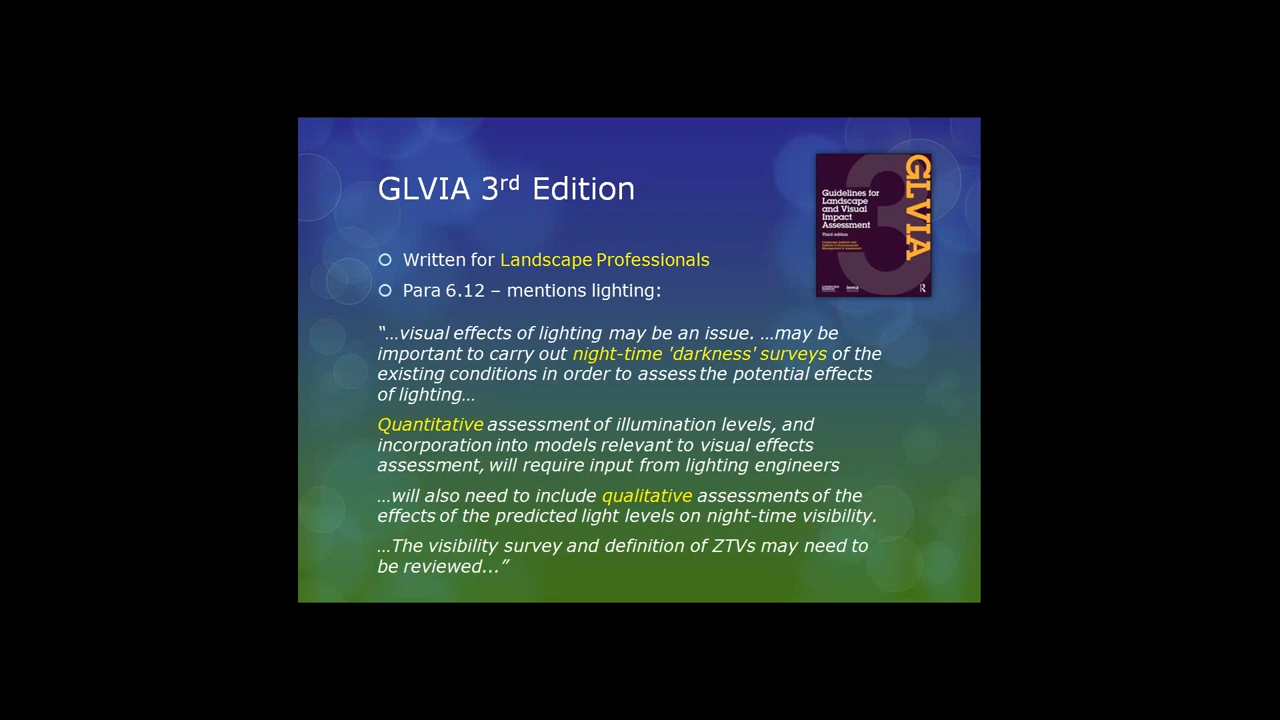 GLVIA 3rd Edition
GLVIA
3
Guidelines for
Landscape
and Visual
Impact
Assessment
Third edition
Written for Landscape Professionals
Para 6.12 – mentions lighting:
“…visual effects of lighting may be an issue. …may be
important to carry out night-time 'darkness' surveys of the
existing conditions in order to assess the potential effects
of lighting…
Quantitative assessment of illumination levels, and
incorporation into models relevant to visual effects
assessment, will require input from lighting engineers
…will also need to include qualitative assessments of the
effects of the predicted light levels on night-time visibility.
…The visibility survey and definition of ZTVs may need to
be reviewed...”